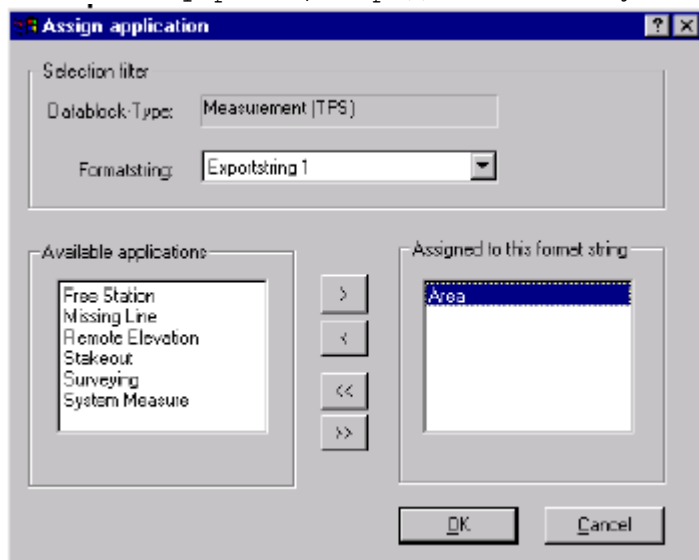 Assign application
Selection filter
Datablock-Type:
Measurement (TPS)
Formatstring:
Exportstring 1
Available applications
Free Station
Missing Line
Remote Elevation
Stakeout
Surveying
System Measure
>
<
<<
>>
Assigned to this format string
Area
OK
Cancel